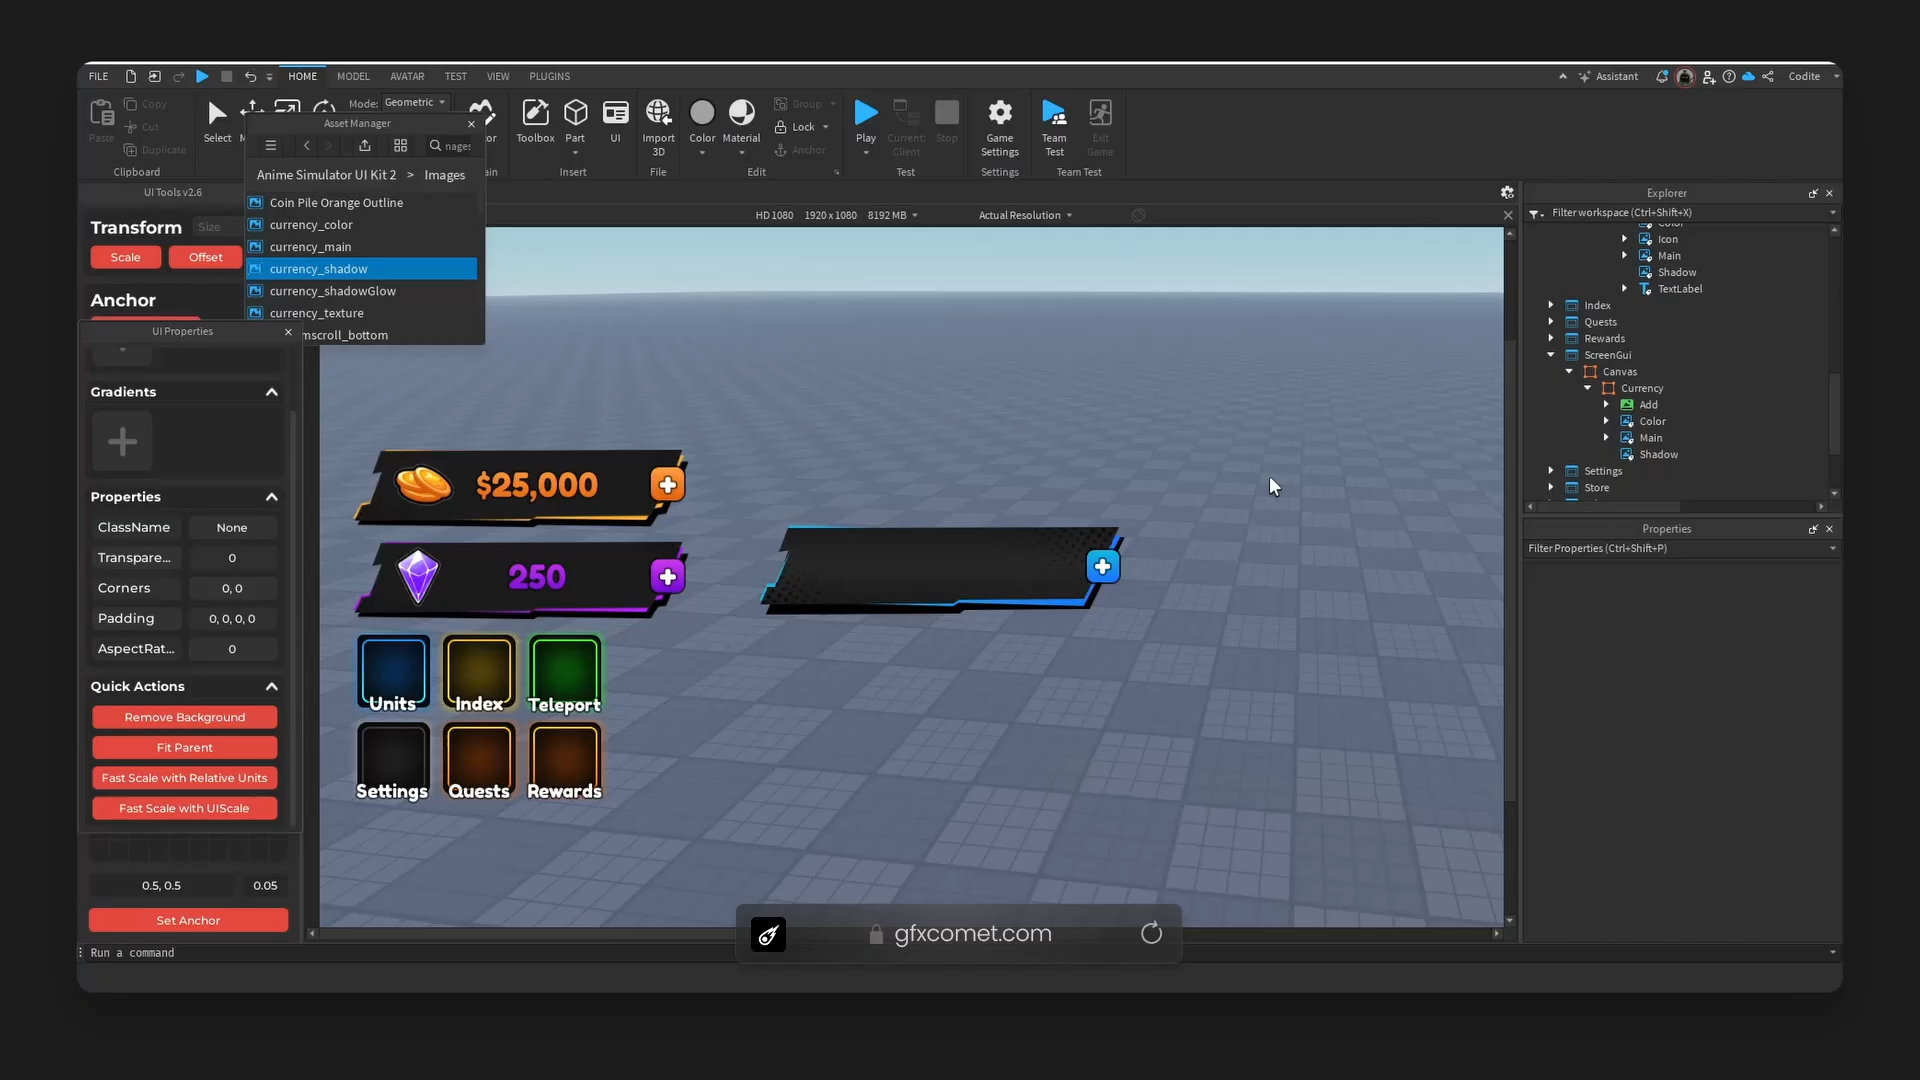 FILE
HOME
MODEL
AVATAR
TEST
VIEW
PLUGINS
Assistant
Codite
Paste
Copy
Cut
Duplicate
Clipboard
Select
Mode:
Geometric
Toolbox
Part
UI
Insert
Import
3D
File
Color
Material
Group
Lock
Anchor
Edit
Play
Current:
Client
Stop
Test
Game
Settings
Settings
Team
Test
Exit
Game
Team Test
Asset Manager
Anime Simulator UI Kit 2 > Images
Coin Pile Orange Outline
currency_color
currency_main
currency_shadow
currency_shadowGlow
currency_texture
mscroll_bottom
UI Tools v2.6
Transform
Size
Scale
Offset
Anchor
UI Properties
Gradients
Properties
ClassName
None
Transpare...
0
Corners
0, 0
Padding
0, 0, 0, 0
AspectRat...
0
Quick Actions
Remove Background
Fit Parent
Fast Scale with Relative Units
Fast Scale with UIScale
0.5, 0.5
0.05
Set Anchor
Run a command
HD 1080
1920 x 1080
8192 MB
Actual Resolution
$25,000
250
Units
Index
Teleport
Settings
Quests
Rewards
gfxcomet.com
Explorer
Filter workspace (Ctrl+Shift+X)
Color
Icon
Main
Shadow
TextLabel
Index
Quests
Rewards
ScreenGui
Canvas
Currency
Add
Color
Main
Shadow
Settings
Store
Properties
Filter Properties (Ctrl+Shift+P)